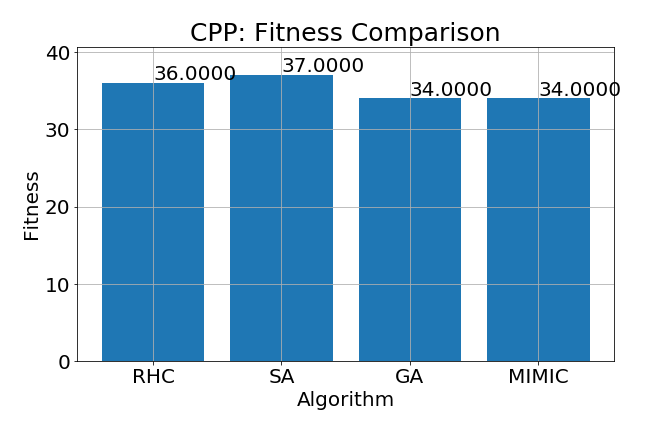 CPP: Fitness Comparison
40
30
20
10
0
Fitness
36.0000
37.0000
34.0000
34.0000
RHC
SA
GA
MIMIC
Algorithm